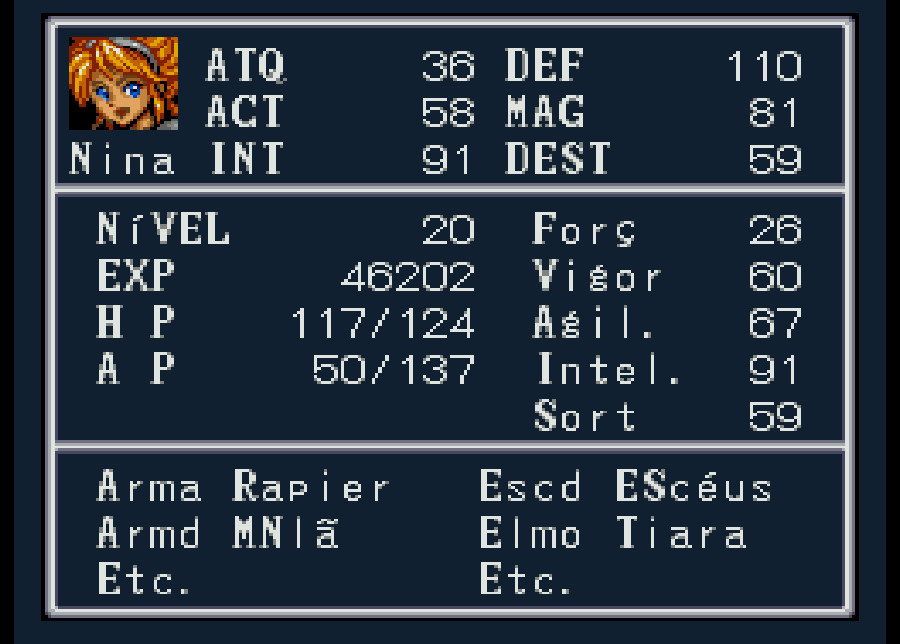 ATQ 36 DEF 110
ACT 58 MAG 81
Nina INT 91 DEST 59
NíVEL 20 Forç 26
EXP 46202 Vigor 60
H P 117/124 Agil. 67
A P 50/137 Intel. 91
Sort 59
Arma Rapier Escd EScéus
Armd MNlã Elmo Tiara
Etc. Etc.